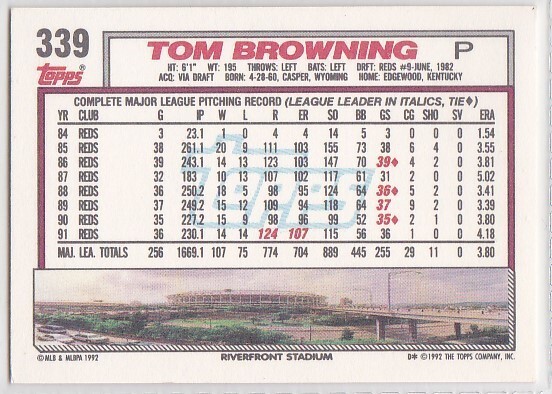 339
Topps®
TOM BROWNING P
HT: 6'1" WT: 195 THROWS: LEFT BATS: LEFT DRFT: REDS #9-JUNE, 1982
ACQ: VIA DRAFT BORN: 4-28-60, CASPER, WYOMING HOME: EDGEWOOD, KENTUCKY
COMPLETE MAJOR LEAGUE PITCHING RECORD (LEAGUE LEADER IN ITALICS, TIE♦)
YR CLUB G IP W L R ER SO BB GS CG SHO SV ERA
84 REDS 3 23.1 1 0 4 4 14 5 3 0 0 0 1.54
85 REDS 38 261.1 20 9 111 103 155 73 38 6 4 0 3.55
86 REDS 39 243.1 14 13 123 103 147 70 39♦ 4 2 0 3.81
87 REDS 32 183.0 10 13 107 102 117 61 31 2 0 0 5.02
88 REDS 36 250.2 18 5 98 95 124 64 36♦ 5 2 0 3.41
89 REDS 37 249.2 15 12 109 94 118 64 37 9 2 0 3.39
90 REDS 35 227.2 15 9 98 96 99 52 35♦ 2 1 0 3.80
91 REDS 36 230.1 14 14 124 107 115 56 36 1 0 0 4.18
MAJ. LEA. TOTALS 256 1669.1 107 75 774 704 889 445 255 29 11 0 3.80
Topps
©MLB & MLBPA 1992 RIVERFRONT STADIUM D* ©1992 THE TOPPS COMPANY, INC.